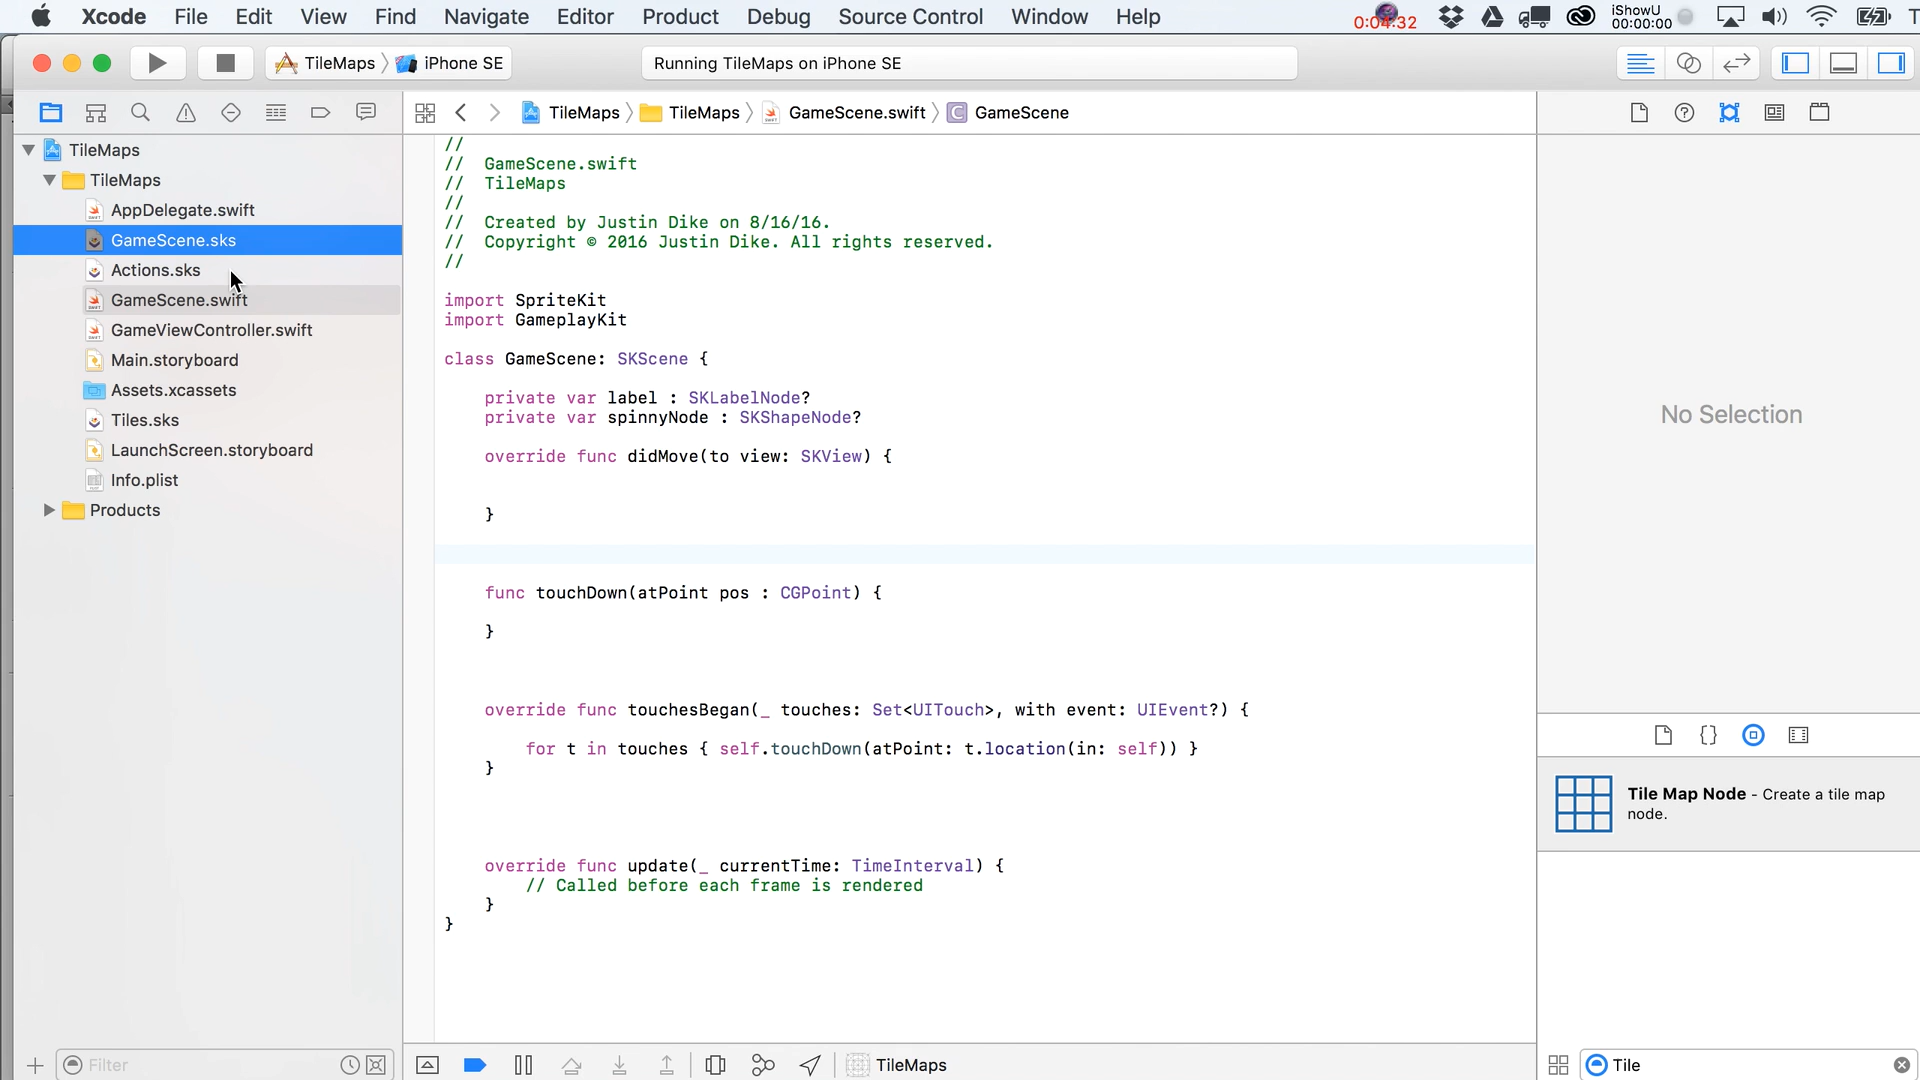 Xcode File Edit View Find Navigate Editor Product Debug Source Control Window Help
0:04:32
iShowU
00:00:00
TileMaps iPhone SE
Running TileMaps on iPhone SE
TileMaps TileMaps GameScene.swift C GameScene
TileMaps
TileMaps
AppDelegate.swift
GameScene.sks
Actions.sks
GameScene.swift
GameViewController.swift
Main.storyboard
Assets.xcassets
Tiles.sks
LaunchScreen.storyboard
Info.plist
Products
Filter
//
// GameScene.swift
// TileMaps
//
// Created by Justin Dike on 8/16/16.
// Copyright © 2016 Justin Dike. All rights reserved.
//
import SpriteKit
import GameplayKit
class GameScene: SKScene {
private var label : SKLabelNode?
private var spinnyNode : SKShapeNode?
override func didMove(to view: SKView) {
}
func touchDown(atPoint pos : CGPoint) {
}
override func touchesBegan(_ touches: Set<UITouch>, with event: UIEvent?) {
for t in touches { self.touchDown(atPoint: t.location(in: self)) }
}
override func update(_ currentTime: TimeInterval) {
// Called before each frame is rendered
}
}
TileMaps
No Selection
{}
Tile Map Node - Create a tile map
node.
Tile